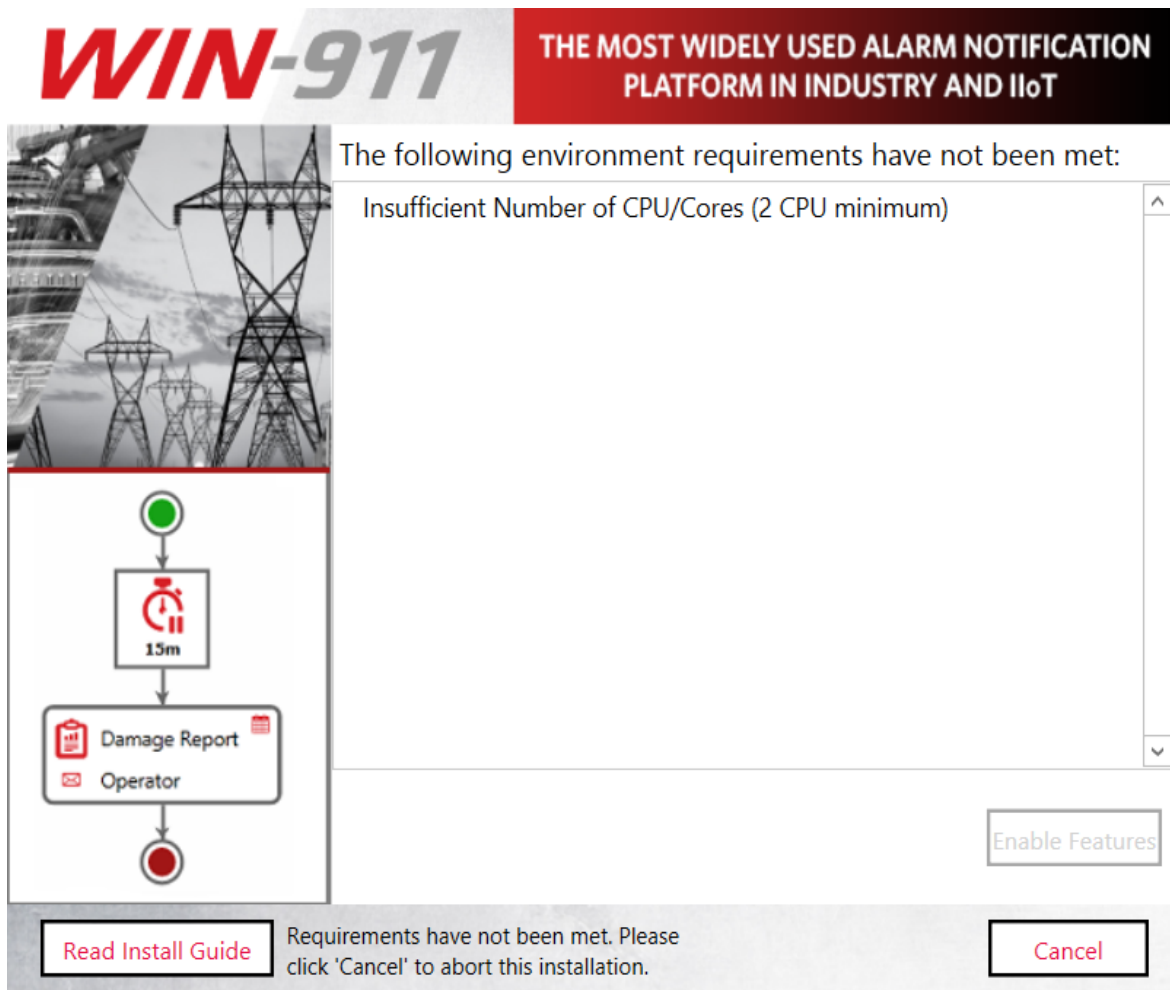 WIN-911
THE MOST WIDELY USED ALARM NOTIFICATION
PLATFORM IN INDUSTRY AND IIoT
The following environment requirements have not been met:
Insufficient Number of CPU/Cores (2 CPU minimum)
15m
Damage Report
Operator
Enable Features
Read Install Guide
Requirements have not been met. Please
click 'Cancel' to abort this installation.
Cancel